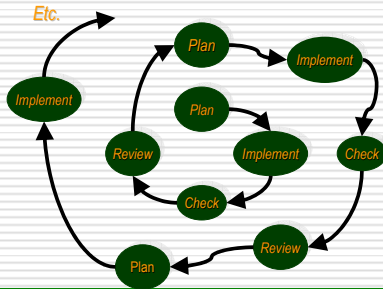 Etc.
Plan
Implement
Implement
Plan
Review
Implement
Check
Check
Review
Plan